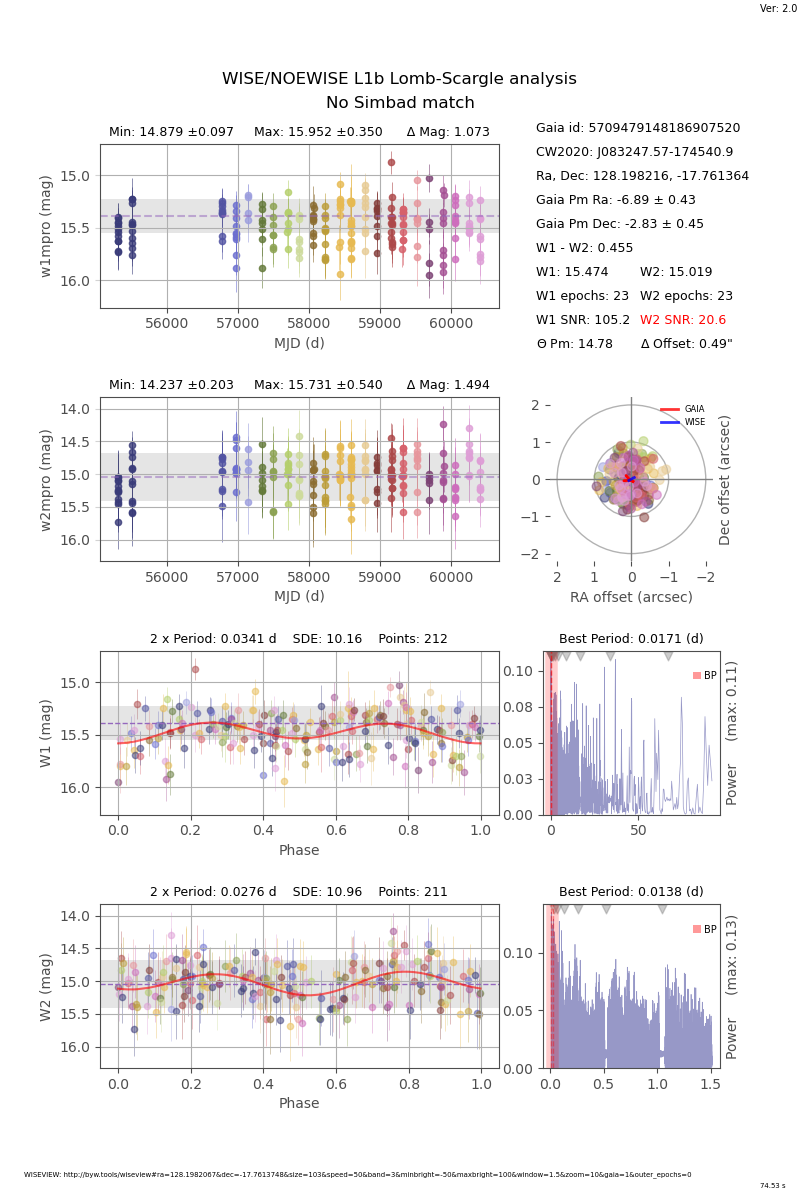 Ver: 2.0
WISE/NOEWISE L1b Lomb-Scargle analysis
No Simbad match
Min: 14.879 ±0.097 Max: 15.952 ±0.350 Δ Mag: 1.073
15.0
15.5
16.0
w1mpro (mag)
56000 57000 58000 59000 60000
MJD (d)
Gaia id: 5709479148186907520
CW2020: J083247.57-174540.9
Ra, Dec: 128.198216, -17.761364
Gaia Pm Ra: -6.89 ± 0.43
Gaia Pm Dec: -2.83 ± 0.45
W1 - W2: 0.455
W1: 15.474 W2: 15.019
W1 epochs: 23 W2 epochs: 23
W1 SNR: 105.2 W2 SNR: 20.6
Θ Pm: 14.78 Δ Offset: 0.49"
Min: 14.237 ±0.203 Max: 15.731 ±0.540 Δ Mag: 1.494
14.0
14.5
15.0
15.5
16.0
w2mpro (mag)
56000 57000 58000 59000 60000
MJD (d)
GAIA
WISE
2
1
0
−1
−2
Dec offset (arcsec)
2 1 0 −1 −2
RA offset (arcsec)
2 x Period: 0.0341 d SDE: 10.16 Points: 212
15.0
15.5
16.0
W1 (mag)
0.0 0.2 0.4 0.6 0.8 1.0
Phase
Best Period: 0.0171 (d)
BP
0.10
0.08
0.05
0.03
0.00
Power (max: 0.11)
0 50
2 x Period: 0.0276 d SDE: 10.96 Points: 211
14.0
14.5
15.0
15.5
16.0
W2 (mag)
0.0 0.2 0.4 0.6 0.8 1.0
Phase
Best Period: 0.0138 (d)
BP
0.10
0.05
0.00
Power (max: 0.13)
0.0 0.5 1.0 1.5
WISEVIEW: http://byw.tools/wiseview#ra=128.1982067&dec=-17.7613748&size=103&speed=50&band=3&minbright=-50&maxbright=100&window=1.5&zoom=10&gaia=1&outer_epochs=0
74.53 s